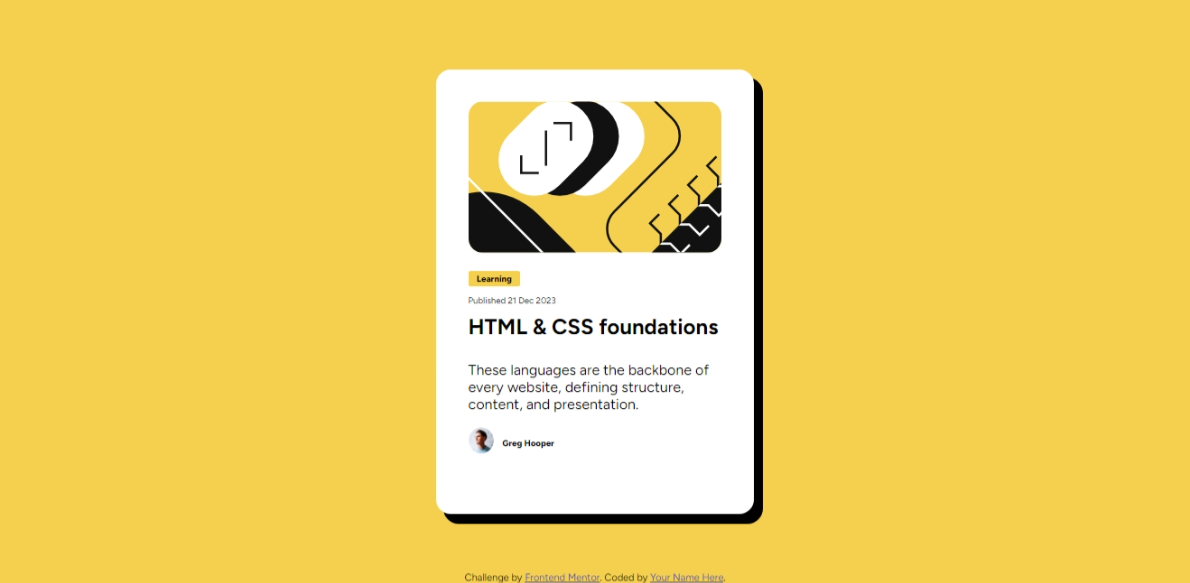 Learning
Published 21 Dec 2023
HTML & CSS foundations
These languages are the backbone of
every website, defining structure,
content, and presentation.
Greg Hooper
Challenge by Frontend Mentor. Coded by Your Name Here.